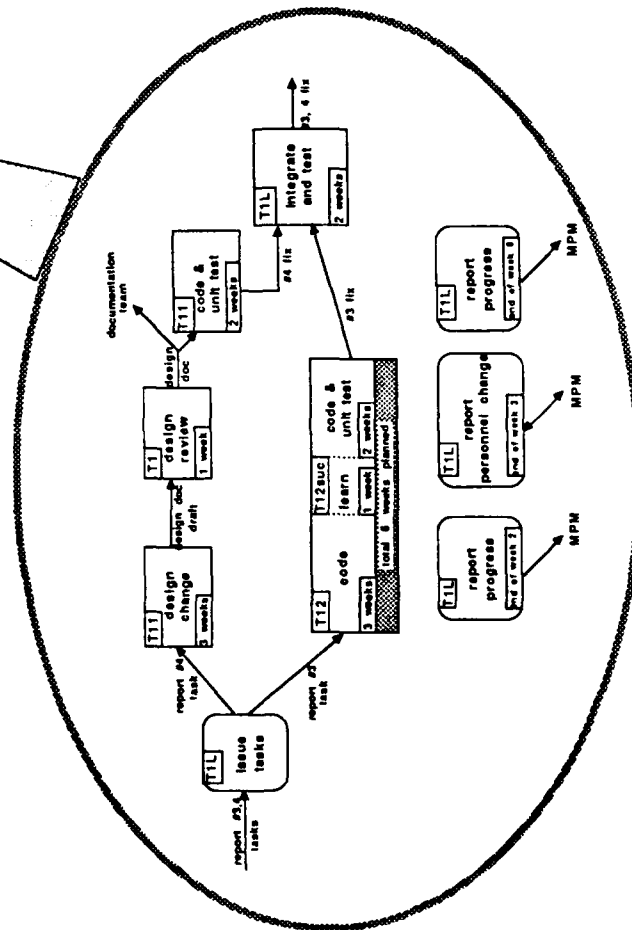 report #3,4
tasks
T1L
issue
tasks
report #4
task
report #3
task
T11
design
change
3 weeks
design doc
draft
T1
design
review
1 week
design
doc
documentation
team
T11
code &
unit test
2 weeks
#4 fix
T12
code
3 weeks
T12suc
learn
1 week
code &
unit test
2 weeks
total 6 weeks planned
#3 fix
T1L
integrate
and test
2 weeks
#3, 4 fix
T1L
report
progress
end of week 2
MPM
T1L
report
personnel change
end of week 3
MPM
T1L
report
progress
end of week
MPM